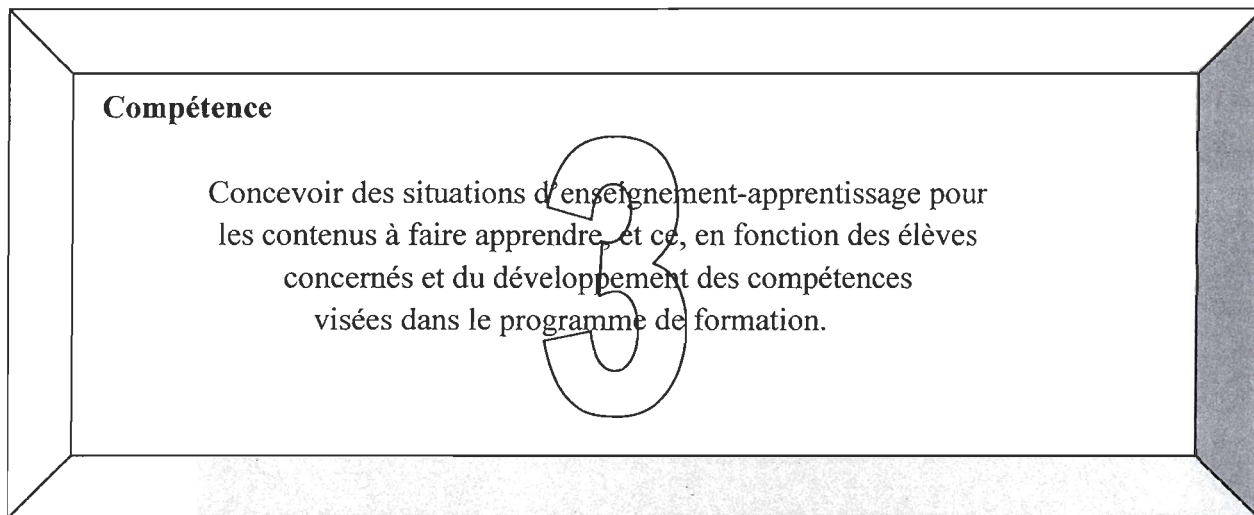 Compétence
3
Concevoir des situations d'enseignement-apprentissage pour
les contenus à faire apprendre, et ce, en fonction des élèves
concernés et du développement des compétences
visées dans le programme de formation.